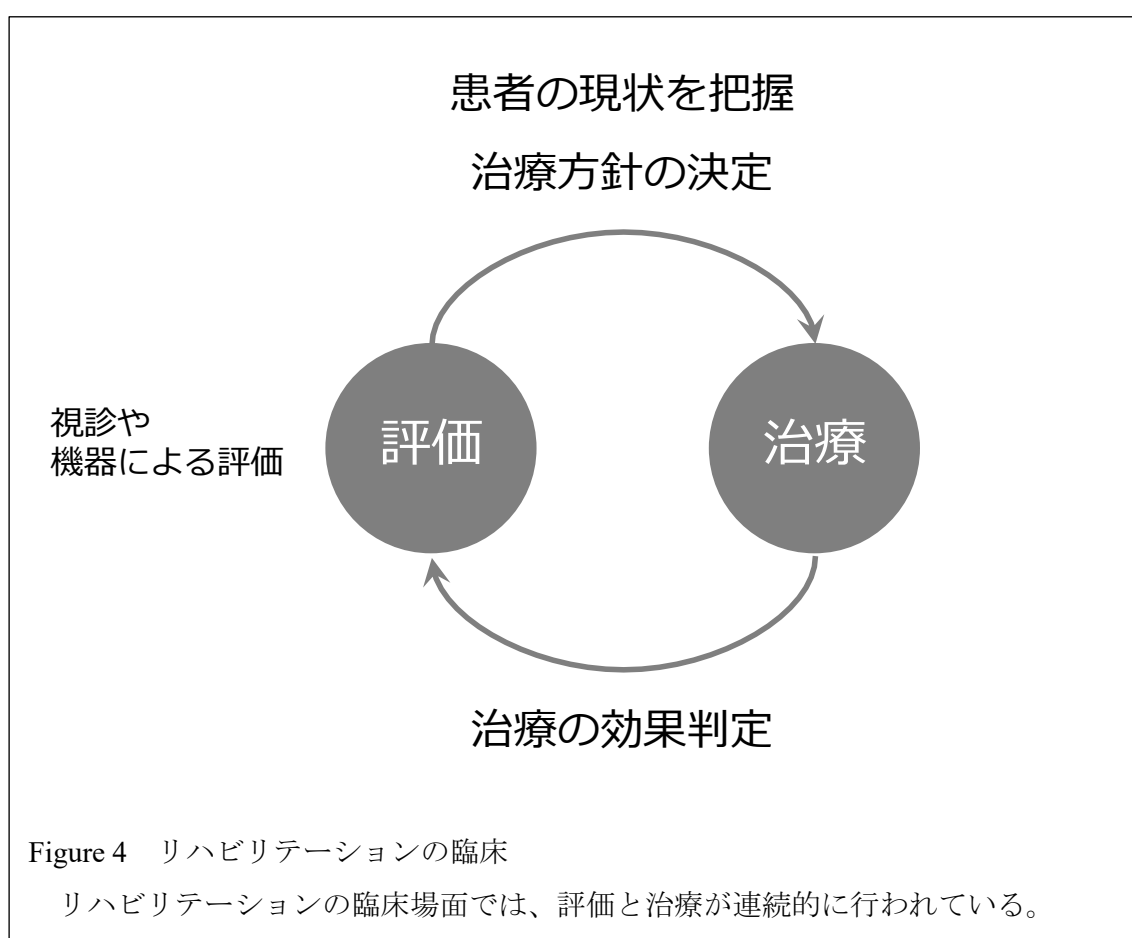 患者の現状を把握
治療方針の決定
視診や
機器による評価
評価
治療
治療の効果判定
Figure 4　リハビリテーションの臨床
リハビリテーションの臨床場面では、評価と治療が連続的に行われている。